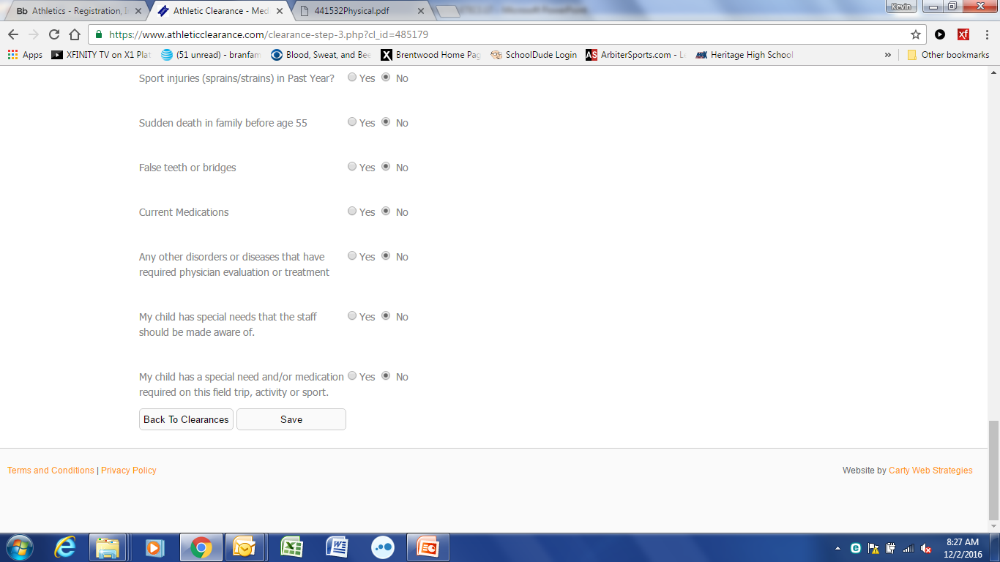 Kevin
Athletics - Registration, I
Athletic Clearance - Med
441532Physical.pdf
https://www.athleticclearance.com/clearance-step-3.php?cl_id=485179
Apps
XFINITY TV on X1 Plat
(51 unread) - branfam
Blood, Sweat, and Bee
Brentwood Home Pag
SchoolDude Login
ArbiterSports.com - L
Heritage High School
»
Other bookmarks
Sport injuries (sprains/strains) in Past Year? Yes No
Sudden death in family before age 55 Yes No
False teeth or bridges Yes No
Current Medications Yes No
Any other disorders or diseases that have Yes No
required physician evaluation or treatment
My child has special needs that the staff Yes No
should be made aware of.
My child has a special need and/or medication Yes No
required on this field trip, activity or sport.
Back To Clearances Save
Terms and Conditions | Privacy Policy
Website by Carty Web Strategies
8:27 AM
12/2/2016